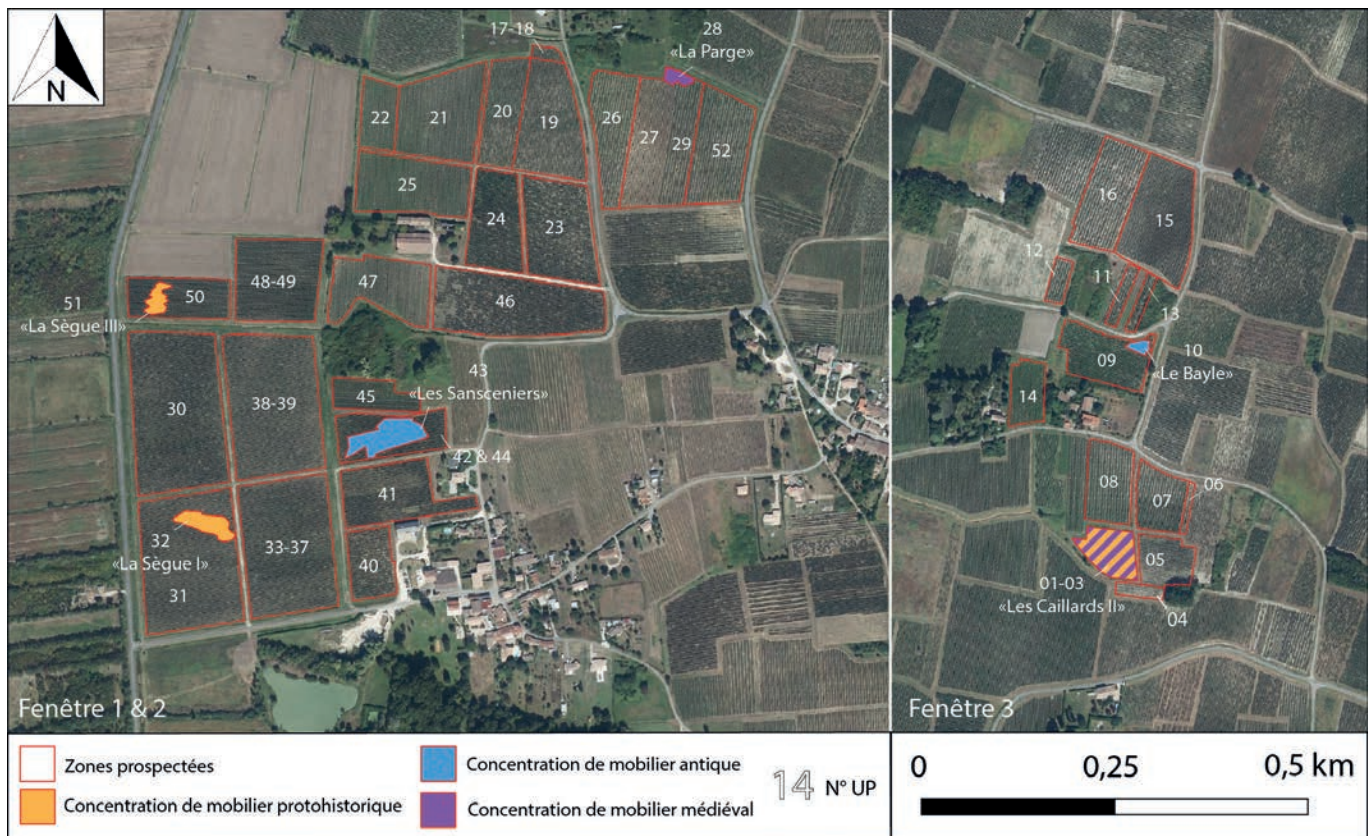 N
17-18
28
«La Parge»
22
21
20
19
26
27
29
52
25
24
23
48-49
47
46
51
«La Sègue III»
50
30
38-39
43
«Les Sansceniers»
45
42 & 44
41
32
«La Sègue I»
31
33-37
40
Fenêtre 1 & 2
16
15
12
11
13
09
10
«Le Bayle»
14
08
07
06
05
01-03
«Les Caillards II»
04
Fenêtre 3
Zones prospectées
Concentration de mobilier protohistorique
Concentration de mobilier antique
Concentration de mobilier médiéval
14 N° UP
0 0,25 0,5 km